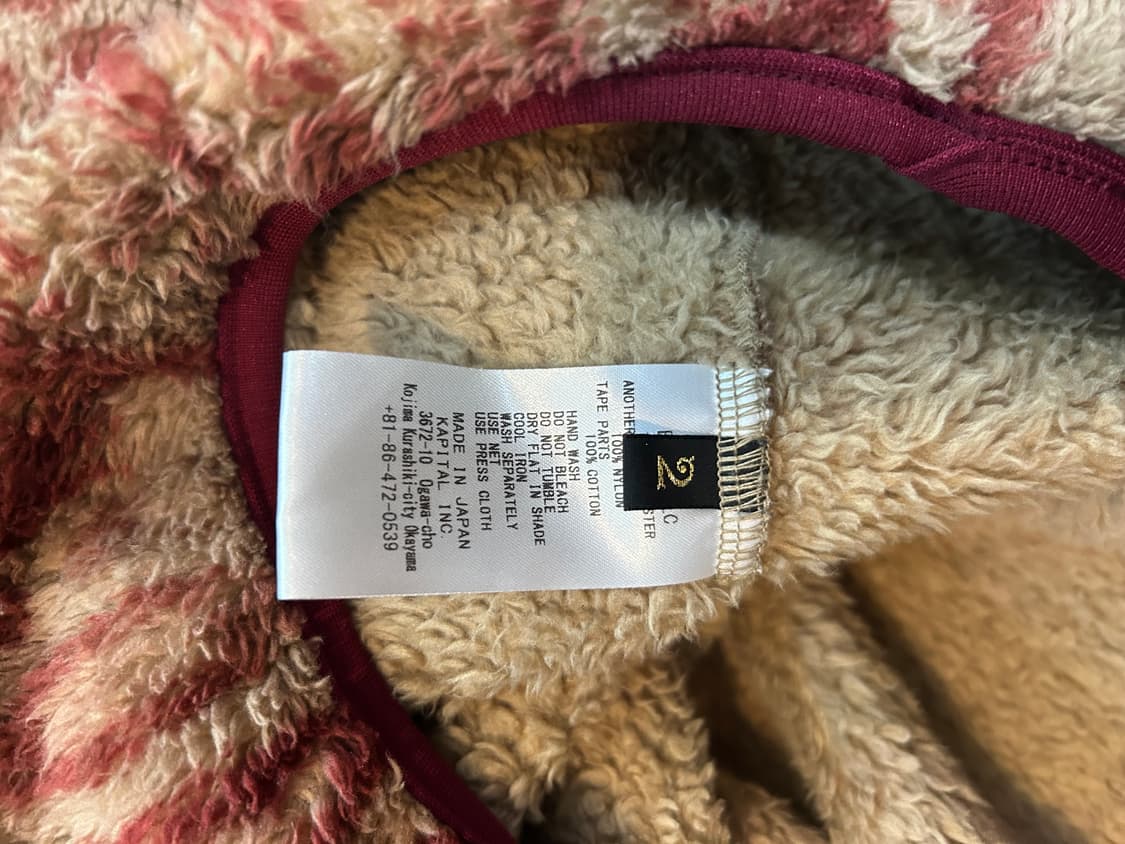 2
ANOTHER
100% NYLON
TAPE PARTS
100% COTTON
HAND WASH
DO NOT BLEACH
DO NOT TUMBLE
DRY FLAT IN SHADE
COOL IRON
WASH SEPARATELY
USE NET
USE PRESS CLOTH
MADE IN JAPAN
KAPITAL INC.
3672-10 Ogawa-cho
Kojima Kurashiki-city Okayama
+81-86-472-0539